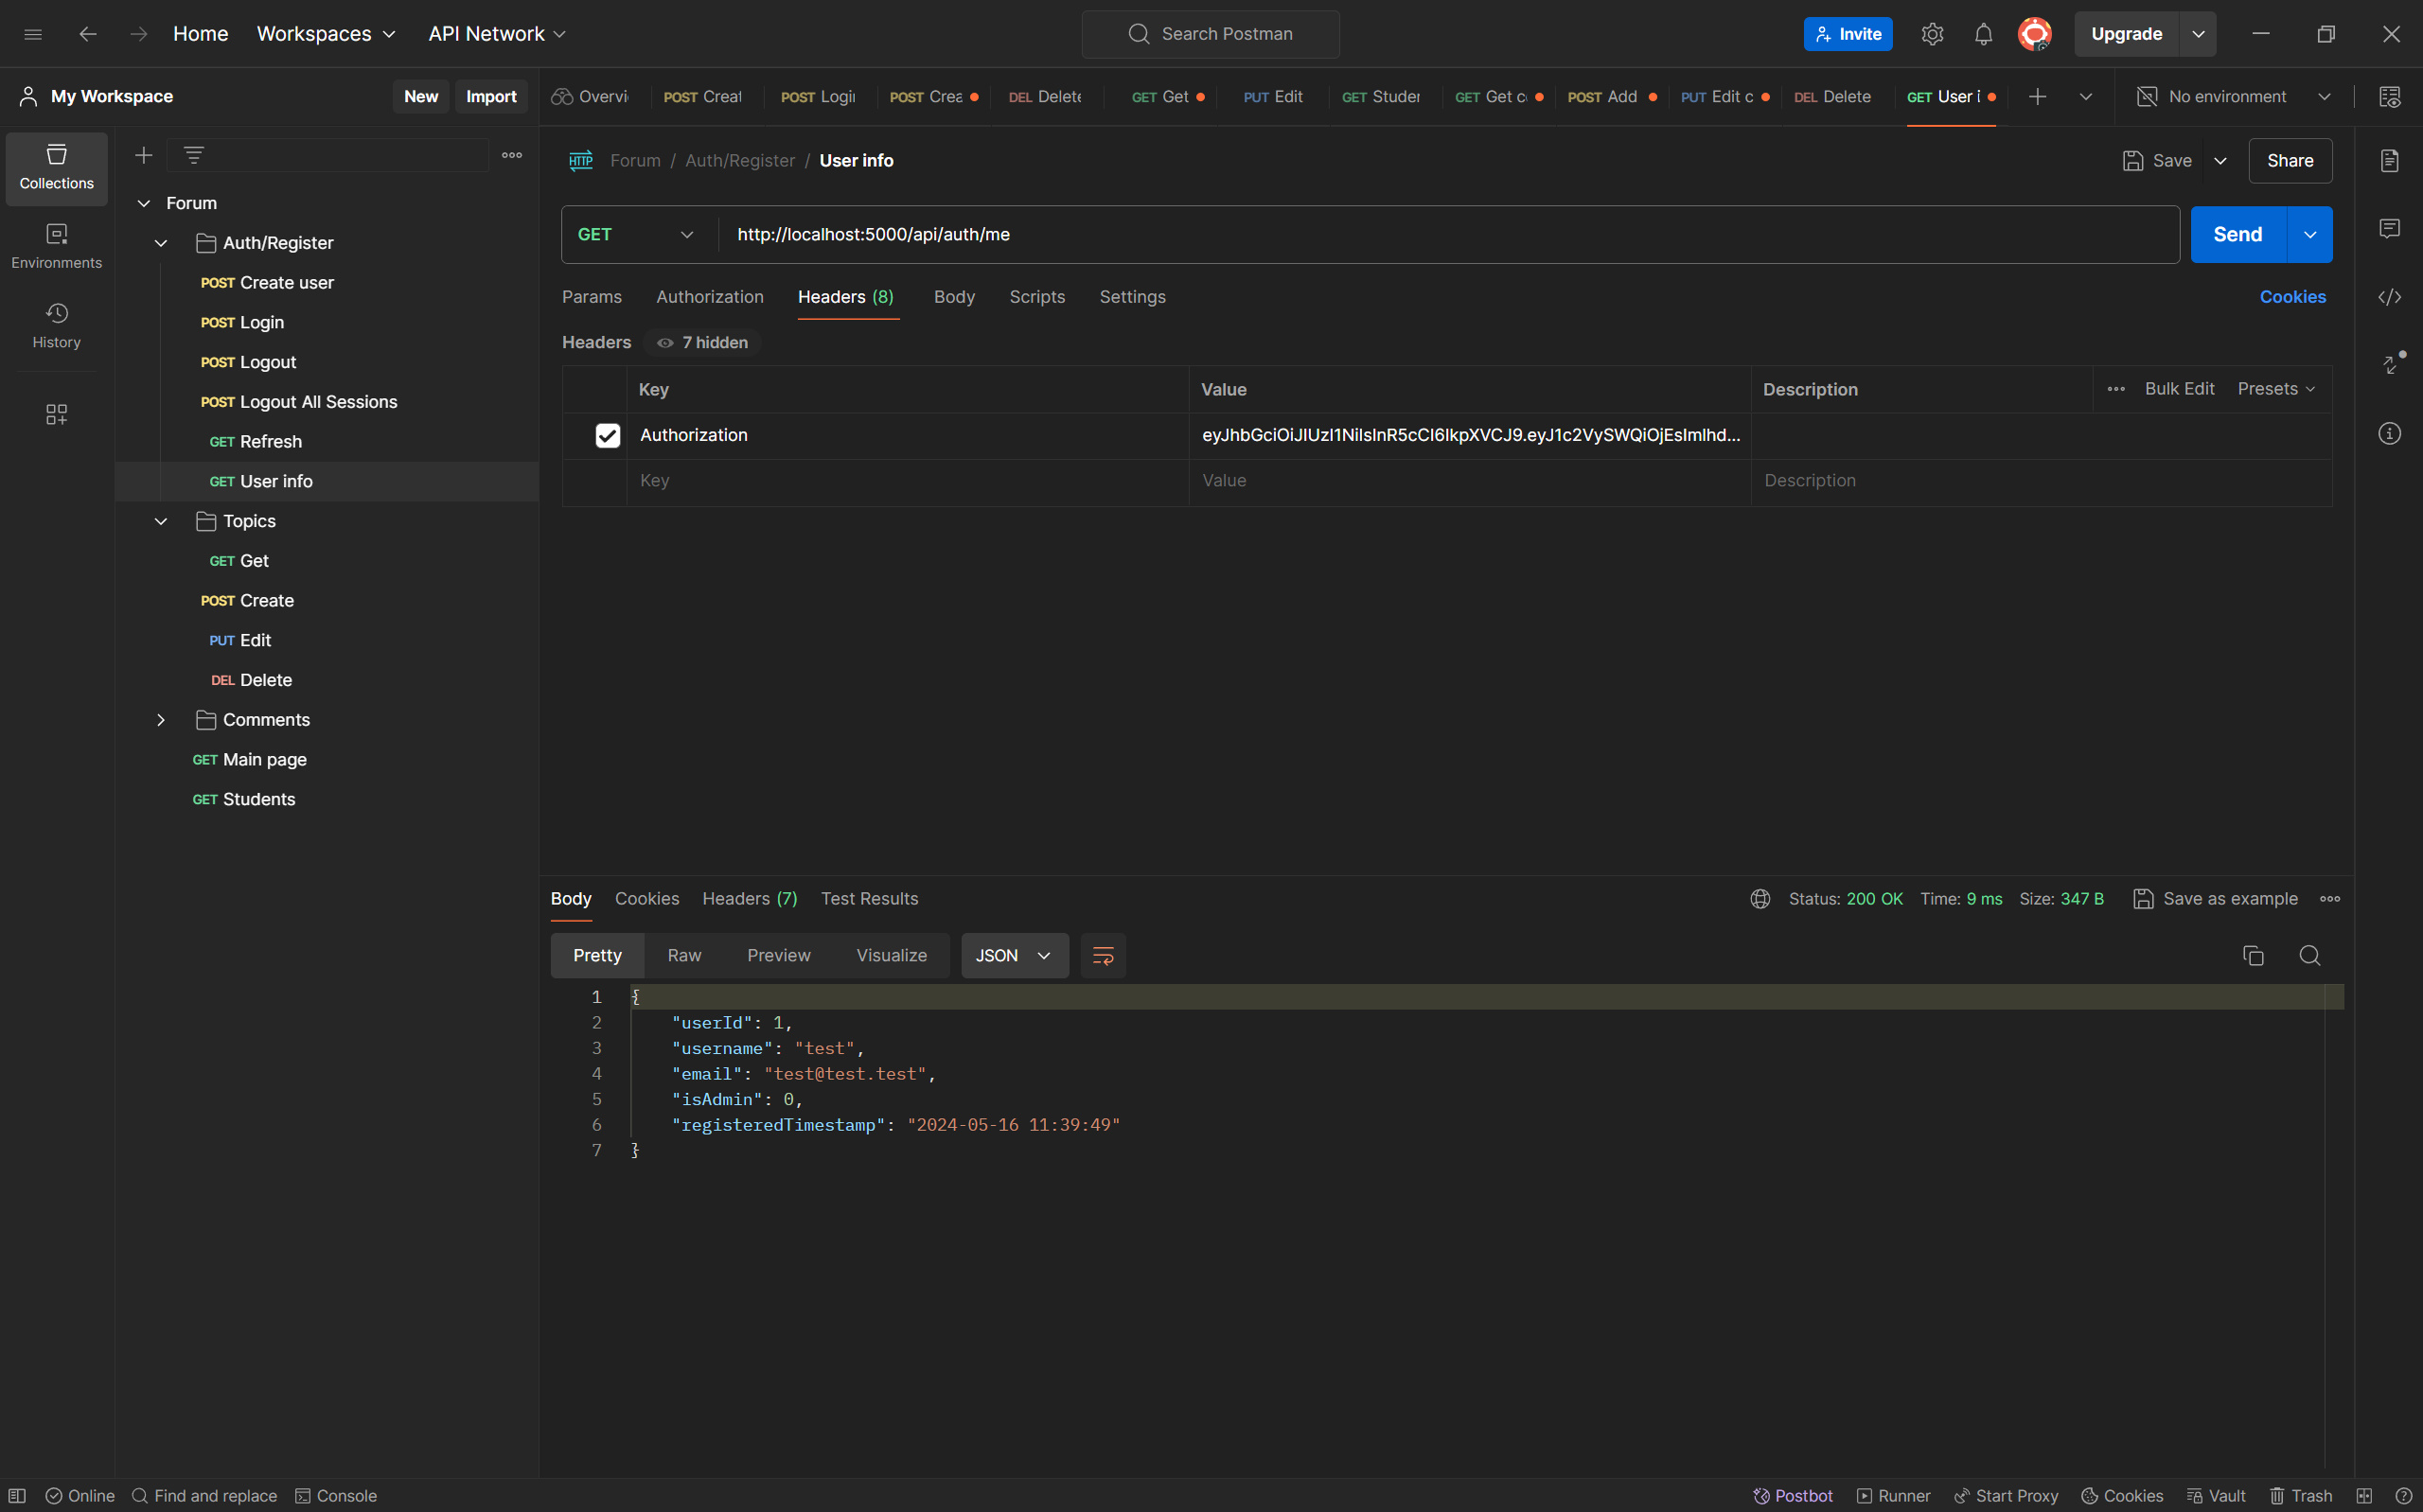 Home Workspaces API Network Search Postman Invite Upgrade
My Workspace New Import Overvi POST Creat POST Logi POST Crea DEL Delete GET Get PUT Edit GET Studer GET Get c POST Add PUT Edit c DEL Delete GET User i No environment
Collections
Environments
History
Forum
Auth/Register
POST Create user
POST Login
POST Logout
POST Logout All Sessions
GET Refresh
GET User info
Topics
GET Get
POST Create
PUT Edit
DEL Delete
Comments
GET Main page
GET Students
HTTP Forum / Auth/Register / User info Save Share
GET http://localhost:5000/api/auth/me Send
Params Authorization Headers (8) Body Scripts Settings Cookies
Headers 7 hidden
Key Value Description Bulk Edit Presets
Authorization eyJhbGciOiJIUzI1NiIsInR5cCI6IkpXVCJ9.eyJ1c2VySWQiOjEsImlhd...
Key Value Description
Body Cookies Headers (7) Test Results Status: 200 OK Time: 9 ms Size: 347 B Save as example
Pretty Raw Preview Visualize JSON
1 {
2 "userId": 1,
3 "username": "test",
4 "email": "test@test.test",
5 "isAdmin": 0,
6 "registeredTimestamp": "2024-05-16 11:39:49"
7 }
Online Find and replace Console Postbot Runner Start Proxy Cookies Vault Trash